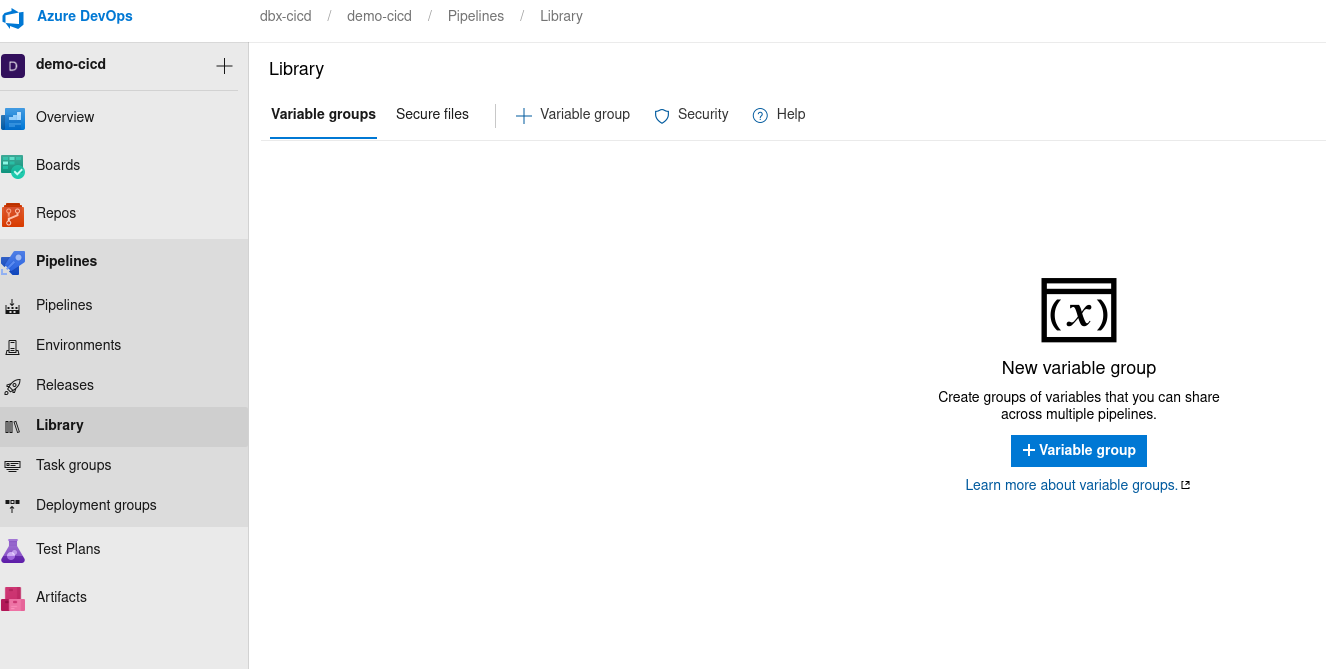 Azure DevOps
dbx-cicd / demo-cicd / Pipelines / Library
D demo-cicd
Overview
Boards
Repos
Pipelines
Pipelines
Environments
Releases
Library
Task groups
Deployment groups
Test Plans
Artifacts
Library
Variable groups Secure files + Variable group Security ? Help
(x)
New variable group
Create groups of variables that you can share
across multiple pipelines.
+ Variable group
Learn more about variable groups.